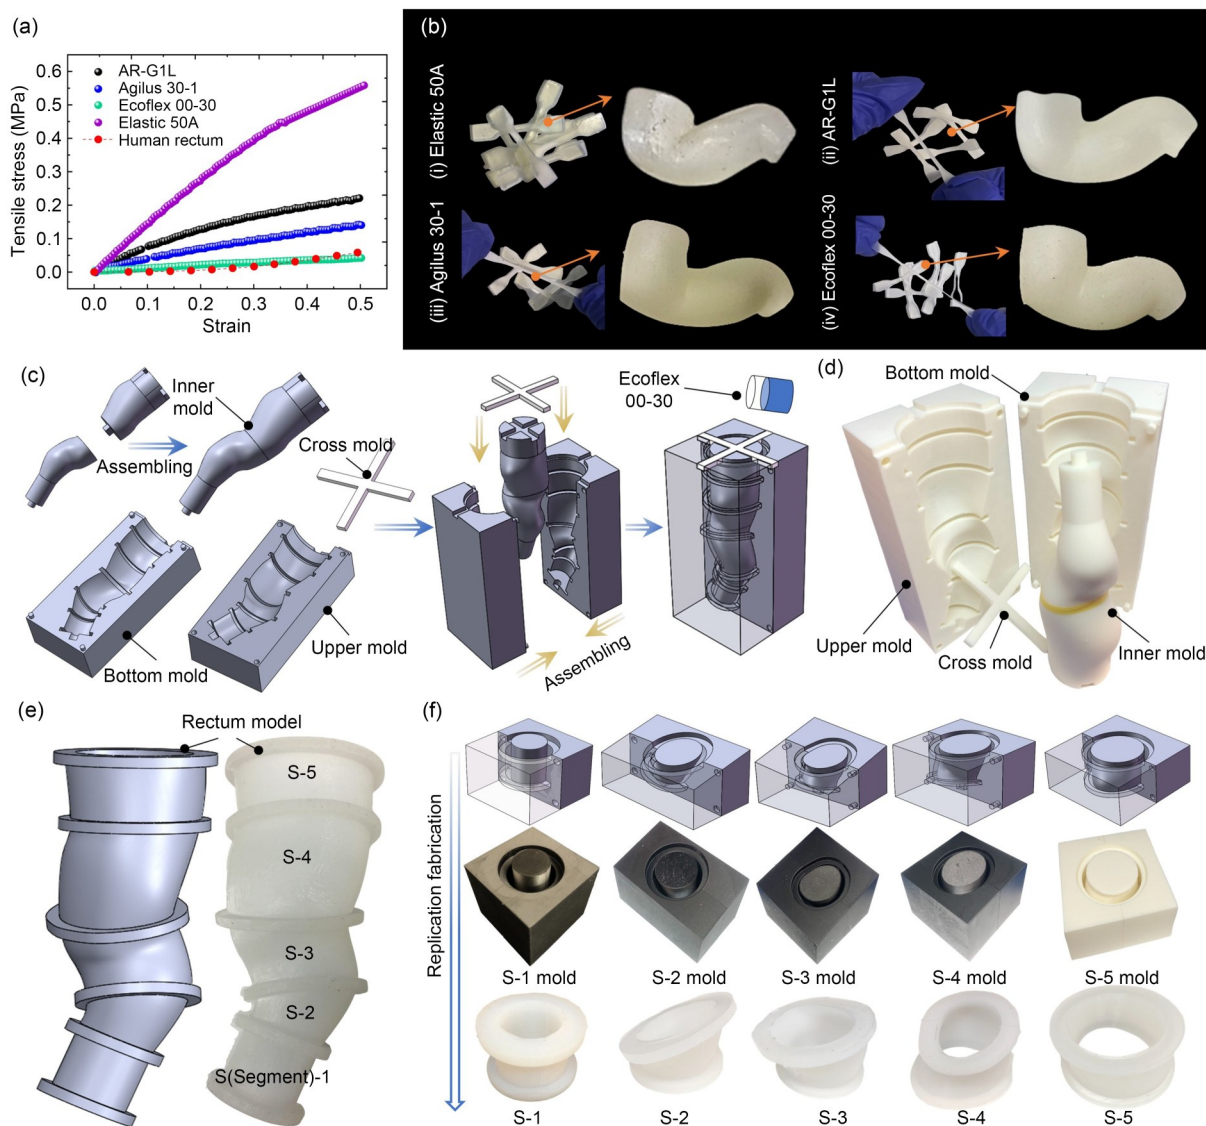 (a)
Tensile stress (MPa)
0.6
0.5
0.4
0.3
0.2
0.1
0.0
AR-G1L
Agilus 30-1
Ecoflex 00-30
Elastic 50A
Human rectum
0.0 0.1 0.2 0.3 0.4 0.5
Strain
(b)
(i) Elastic 50A
(ii) AR-G1L
(iii) Agilus 30-1
(iv) Ecoflex 00-30
(c)
Inner
mold
Assembling
Cross mold
Bottom mold
Upper mold
Assembling
Ecoflex
00-30
(d)
Bottom mold
Upper mold
Cross mold
Inner mold
(e)
Rectum model
S-5
S-4
S-3
S-2
S(Segment)-1
(f)
Replication fabrication
S-1 mold S-2 mold S-3 mold S-4 mold S-5 mold
S-1 S-2 S-3 S-4 S-5